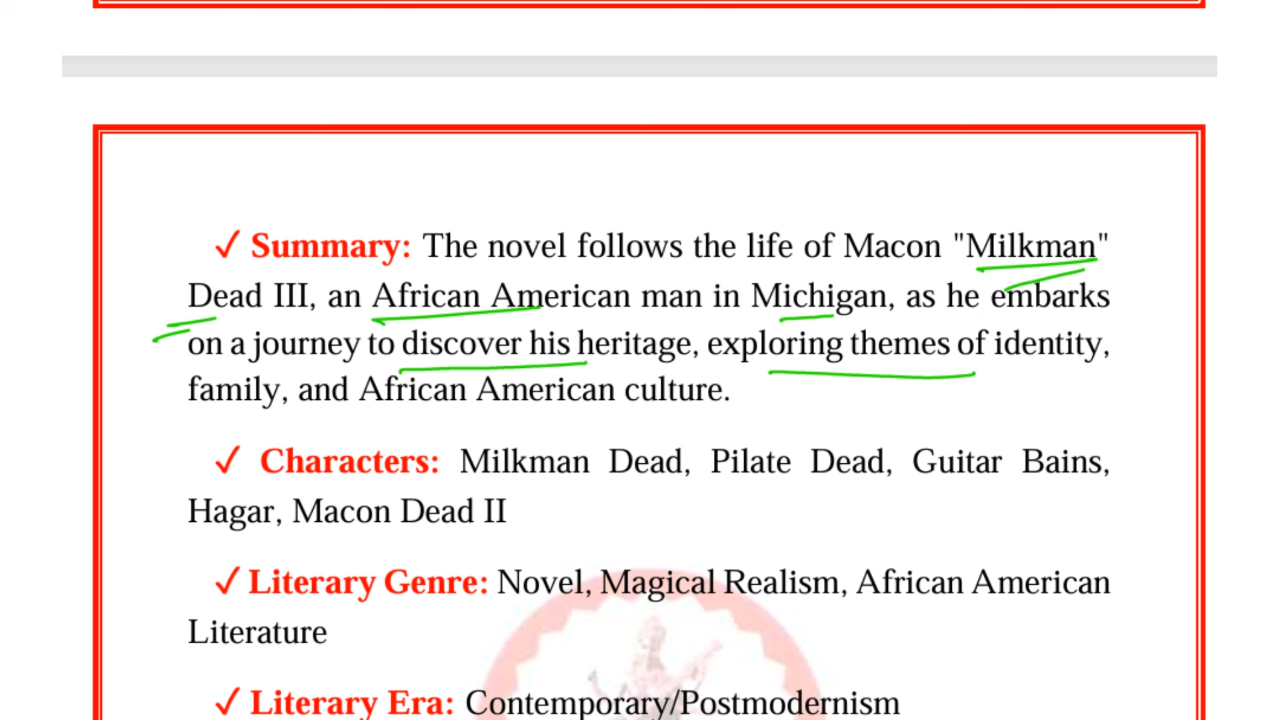 ✓ Summary: The novel follows the life of Macon "Milkman"
Dead III, an African American man in Michigan, as he embarks
on a journey to discover his heritage, exploring themes of identity,
family, and African American culture.
✓ Characters: Milkman Dead, Pilate Dead, Guitar Bains,
Hagar, Macon Dead II
✓ Literary Genre: Novel, Magical Realism, African American
Literature
✓ Literary Era: Contemporary/Postmodernism